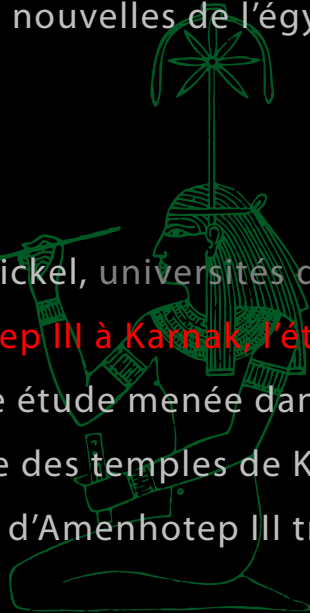 nouvelles de l'égy
ickel, universités d
ep III à Karnak, l'ét
e étude menée dan
e des temples de K
d'Amenhotep III tr